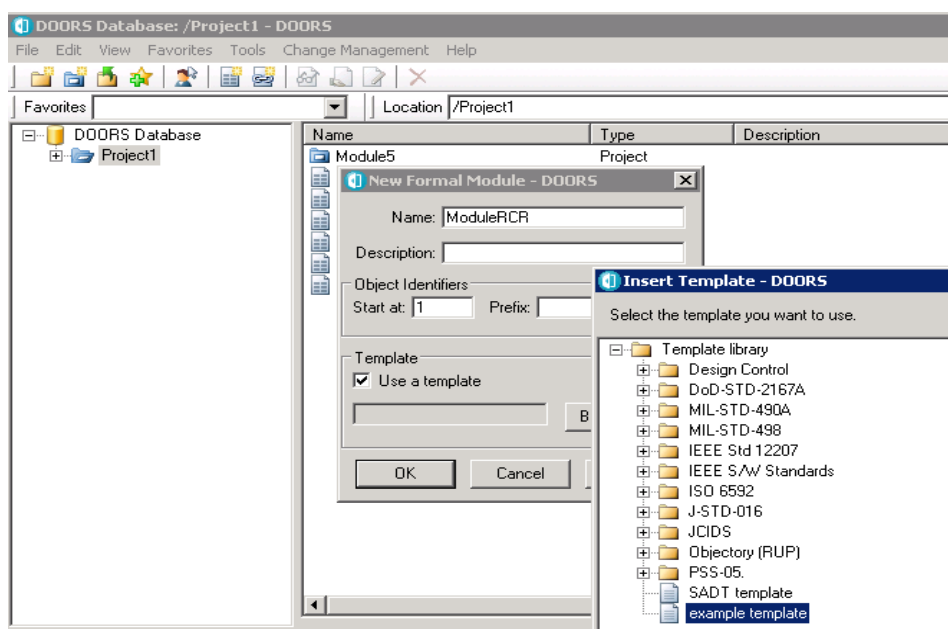 DOORS Database: /Project1 - DOORS
File Edit View Favorites Tools Change Management Help
Favorites
Location /Project1
DOORS Database
Project1
Name Type Description
Module5 Project
New Formal Module - DOORS
Name: ModuleRCR
Description:
Object Identifiers
Start at: 1 Prefix:
Template
Use a template
B
OK Cancel
Insert Template - DOORS
Select the template you want to use.
Template library
Design Control
DoD-STD-2167A
MIL-STD-490A
MIL-STD-498
IEEE Std 12207
IEEE S/W Standards
ISO 6592
J-STD-016
JCIDS
Objectory (RUP)
PSS-05.
SADT template
example template